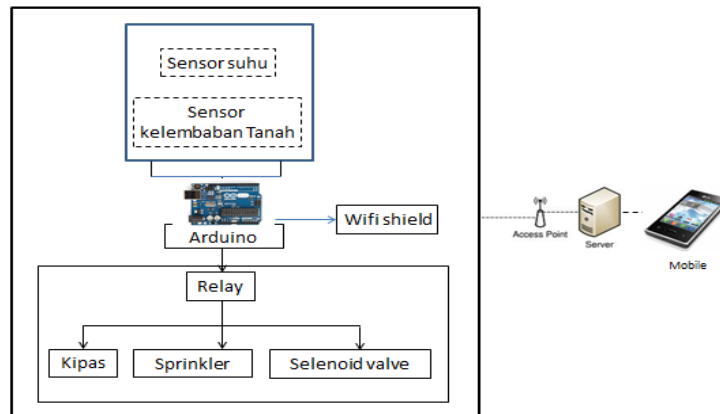 Sensor suhu
Sensor
kelembaban Tanah
Arduino
Wifi shield
Relay
Kipas
Sprinkler
Selenoid valve
Access Point
Server
Mobile